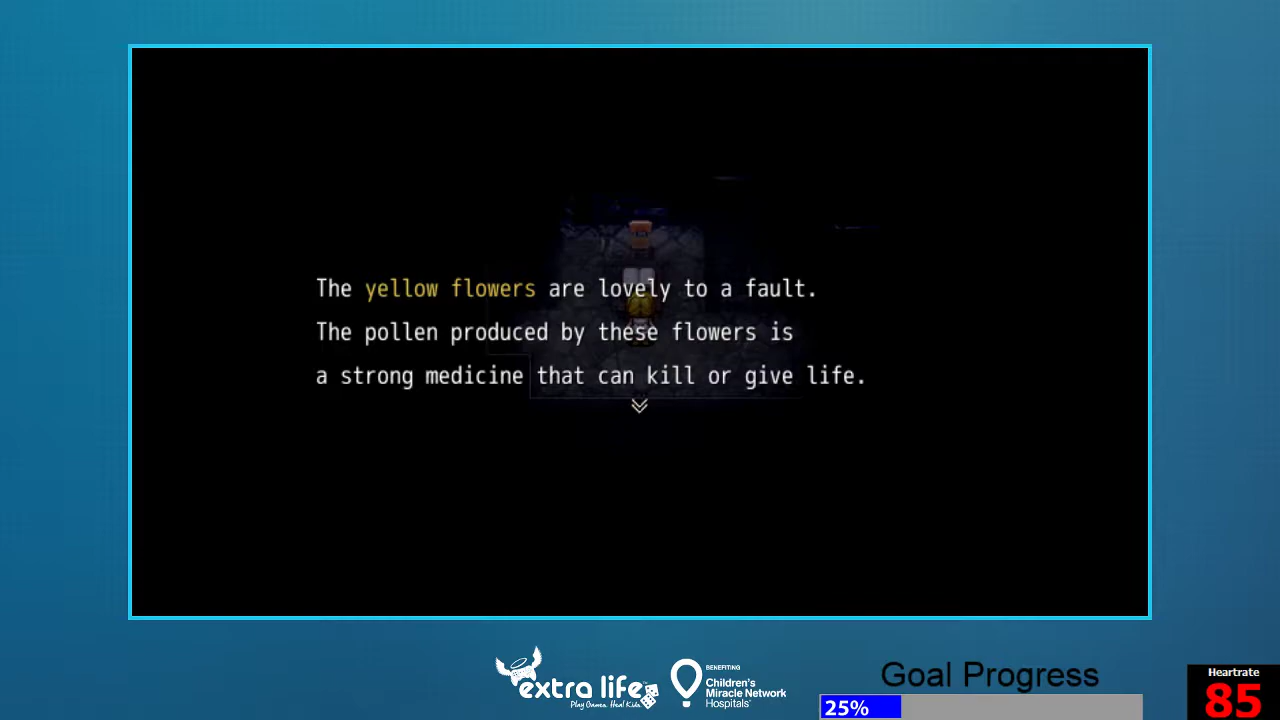 The yellow flowers are lovely to a fault.
The pollen produced by these flowers is
a strong medicine that can kill or give life.
extra life
Play Games. Heal Kids.
BENEFITING
Children's
Miracle Network
Hospitals
Goal Progress
25%
Heartrate
85